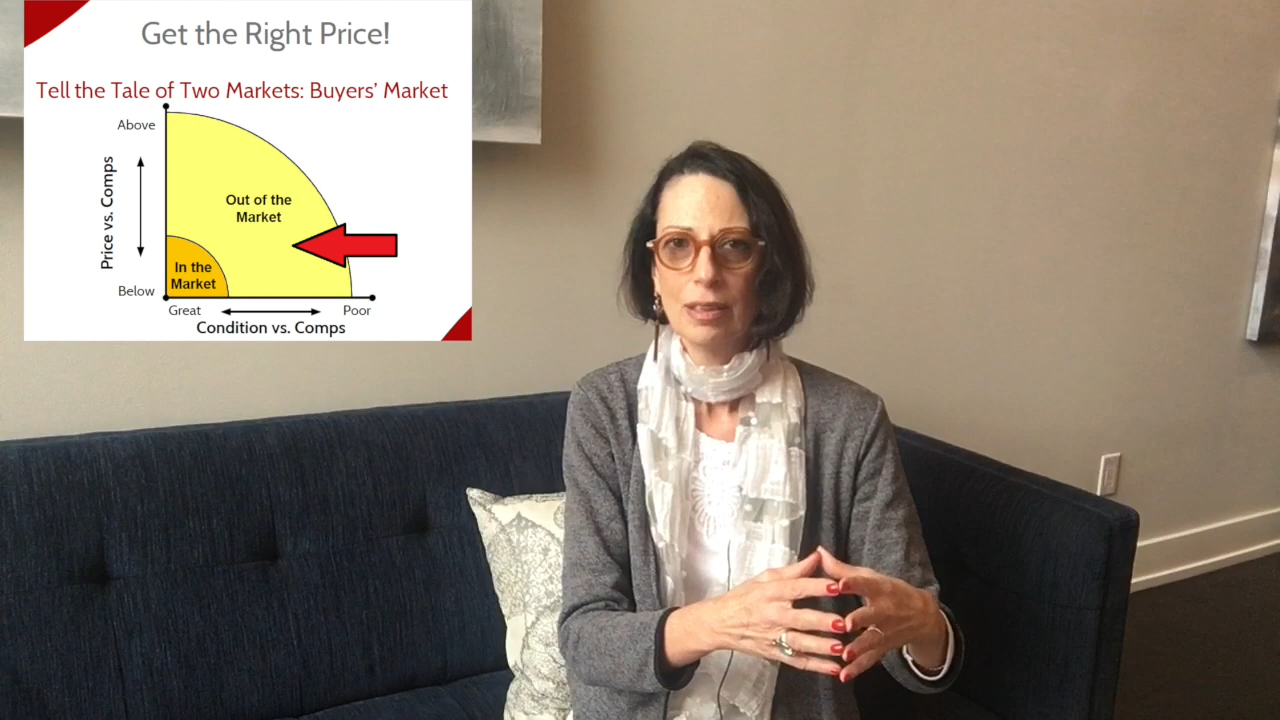 Get the Right Price!
Tell the Tale of Two Markets: Buyers' Market
Above
Price vs. Comps
Out of the
Market
In the
Market
Below
Great
Poor
Condition vs. Comps